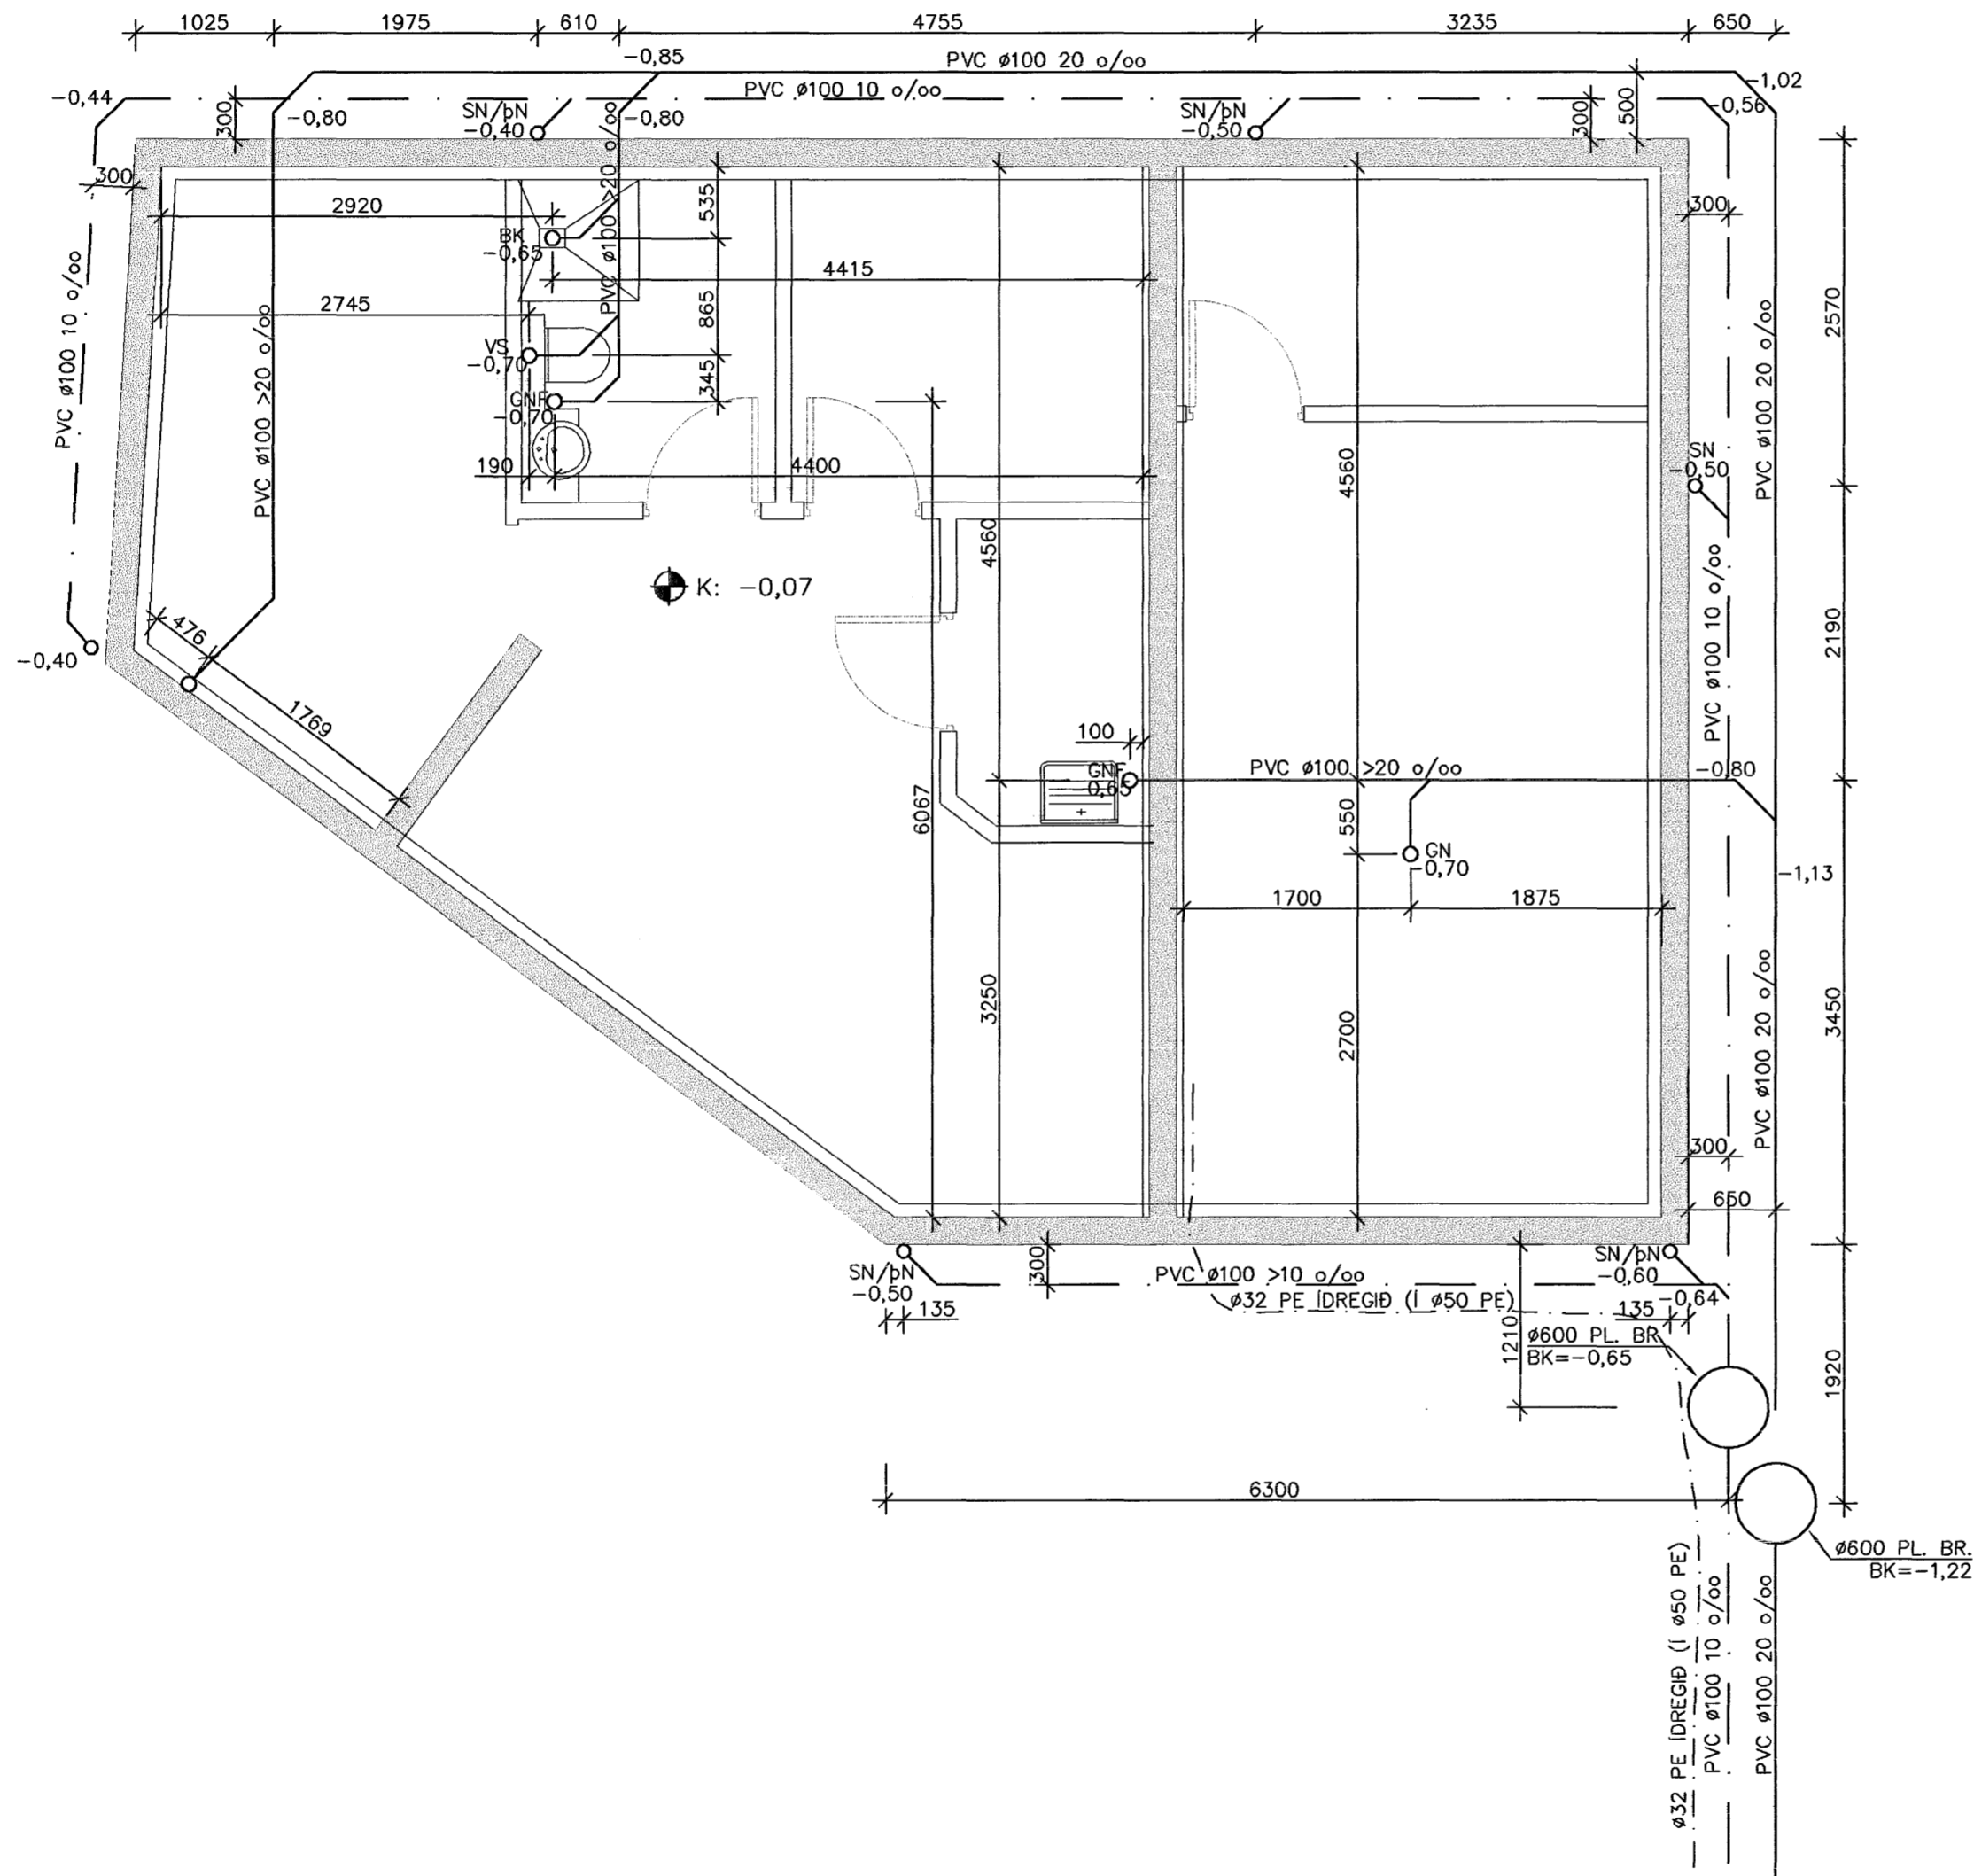 1025
1975
610
4755
3235
650
-0,85
PVC ø100 20 o/oo
-1,02
-0,44
PVC ø100 10 o/oo
300
-0,80
SN/ÞN
-0,40
-0,80
SN/ÞN
-0,50
300
500
-0,56
300
2920
535
300
BK
-0,65
PVC ø100 >20 o/oo
4415
2745
865
2570
PVC ø100 10 o/oo
PVC ø100 >20 o/oo
VS
-0,70
345
GNF
-0,70
190
4400
4560
4560
SN
-0,50
PVC ø100 20 o/oo
K: -0,07
476
-0,40
1769
PVC ø100 10 o/oo
2190
100
GNF
-0,65
PVC ø100 >20 o/oo
-0,80
6067
550
GN
-0,70
-1,13
1700
1875
3250
2700
PVC ø100 20 o/oo
3450
300
650
SN/ÞN
-0,50
135
300
PVC ø100 >10 o/oo
ø32 PE ÍDREGIÐ (Í ø50 PE)
SN/ÞN
-0,60
-0,64
135
1210
ø600 PL. BR
BK=-0,65
1920
6300
ø600 PL. BR.
BK=-1,22
ø32 PE ÍDREGIÐ (Í ø50 PE)
PVC ø100 10 o/oo
PVC ø100 20 o/oo